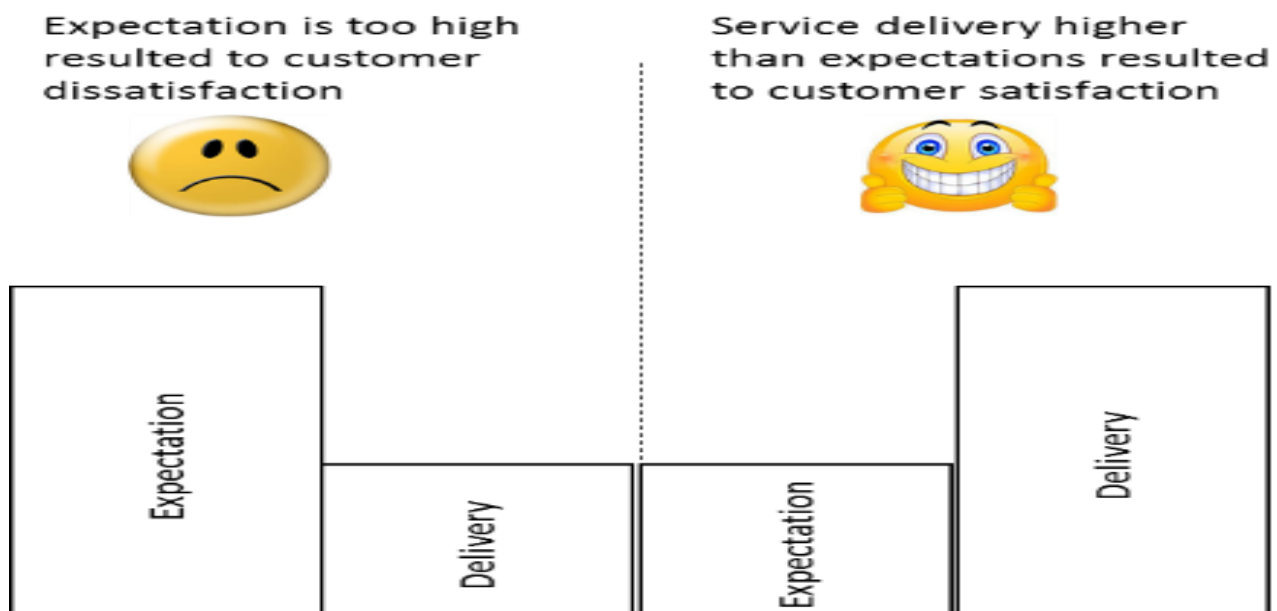 Expectation is too high
resulted to customer
dissatisfaction
Service delivery higher
than expectations resulted
to customer satisfaction
Expectation
Delivery
Expectation
Delivery